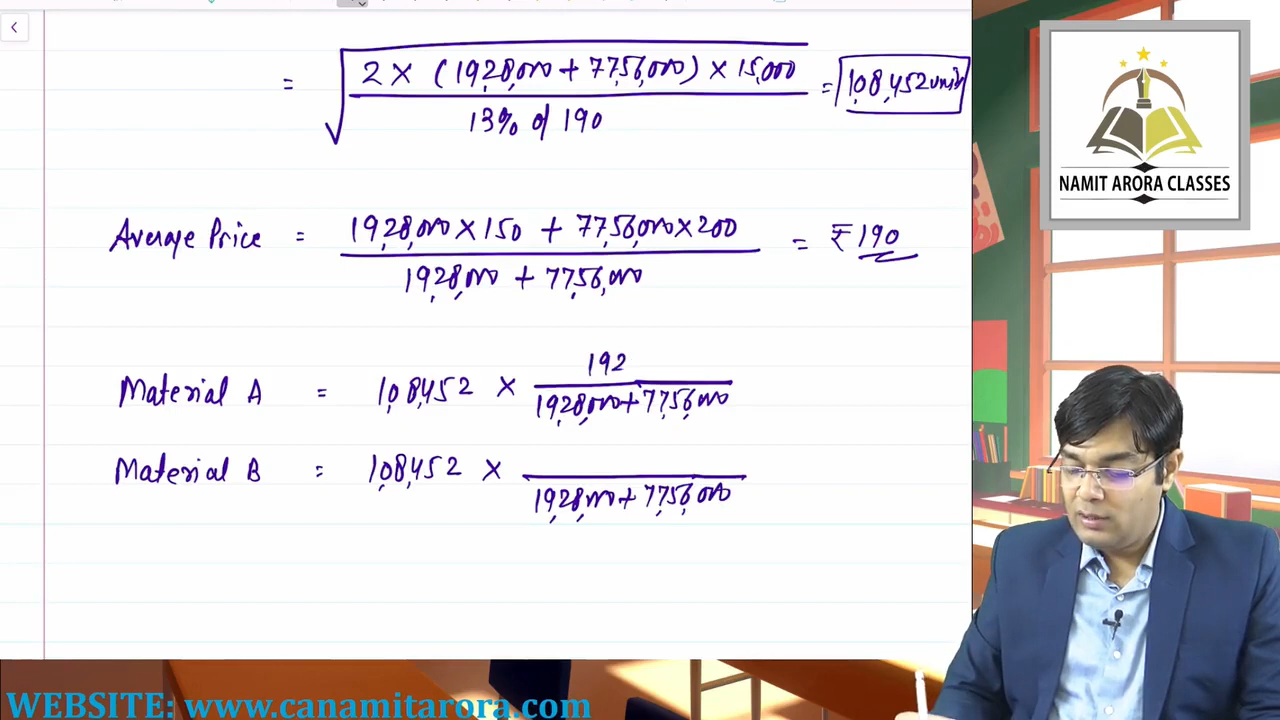 = √ 2 × (19,28,000 + 77,56,000) × 15,000 / 13% of 190 = 1,08,452 units
NAMIT ARORA CLASSES
Average Price = 19,28,000 × 150 + 77,56,000 × 200 / 19,28,000 + 77,56,000 = ₹190
Material A = 1,08,452 × 192 / 19,28,000 + 77,56,000
Material B = 1,08,452 × / 19,28,000 + 77,56,000
WEBSITE: www.canamitarora.com